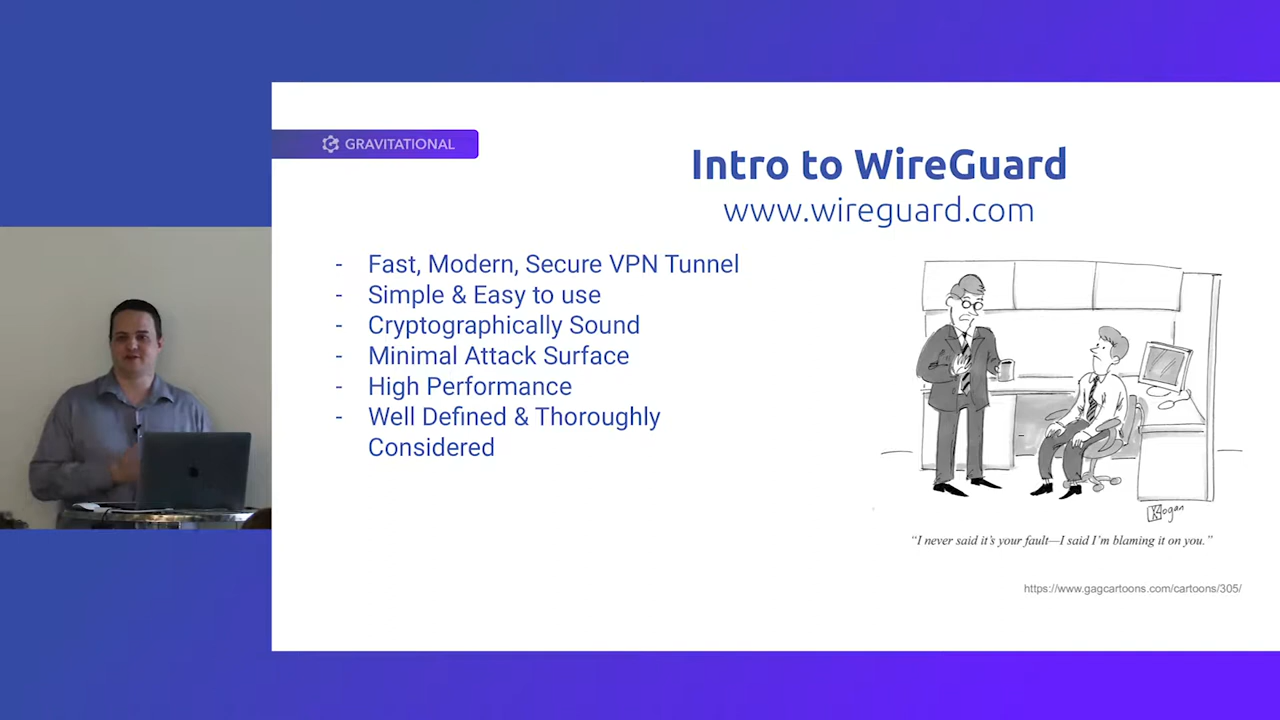 GRAVITATIONAL
Intro to WireGuard
www.wireguard.com
- Fast, Modern, Secure VPN Tunnel
- Simple & Easy to use
- Cryptographically Sound
- Minimal Attack Surface
- High Performance
- Well Defined & Thoroughly
Considered
Kogan
“I never said it’s your fault—I said I’m blaming it on you.”
https://www.gagcartoons.com/cartoons/305/